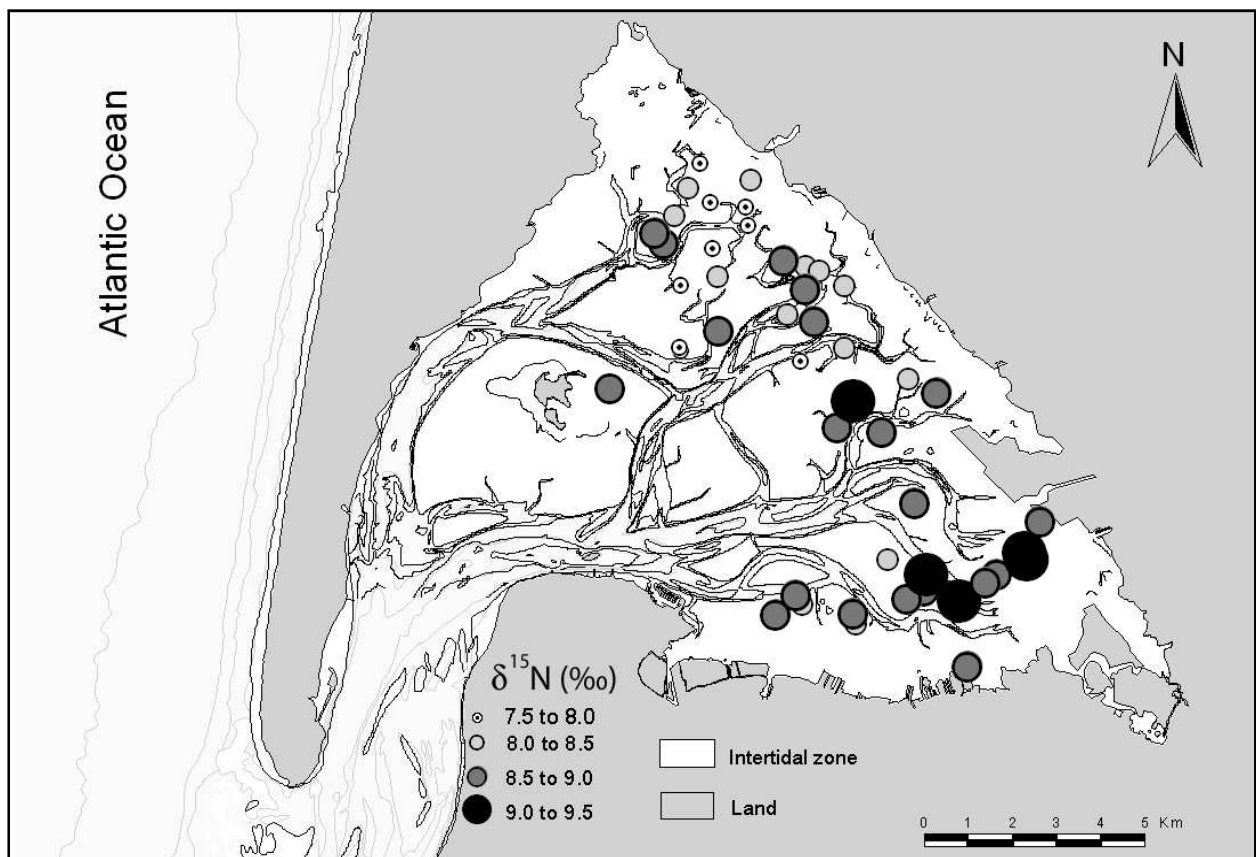 Atlantic Ocean
N
δ15N (‰)
7.5 to 8.0
8.0 to 8.5
8.5 to 9.0
9.0 to 9.5
Intertidal zone
Land
0 1 2 3 4 5 Km